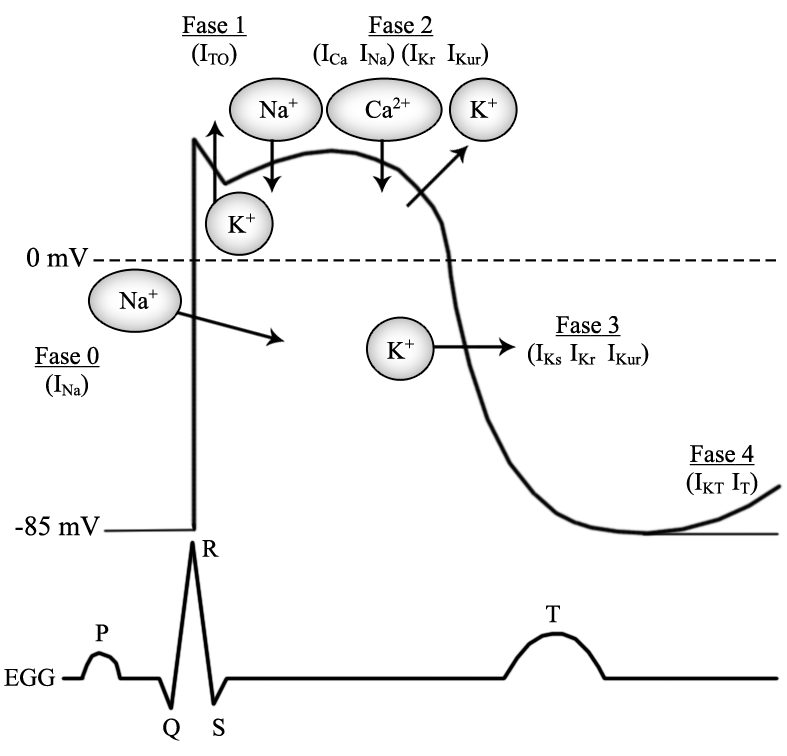 Fase 1
(I_TO)
Fase 2
(I_Ca I_Na) (I_Kr I_Kur)
Na⁺
Ca²⁺
K⁺
K⁺
0 mV
Na⁺
Fase 0
(I_Na)
K⁺
Fase 3
(I_Ks I_Kr I_Kur)
Fase 4
(I_KT I_T)
-85 mV
R
P
T
EGG
Q
S